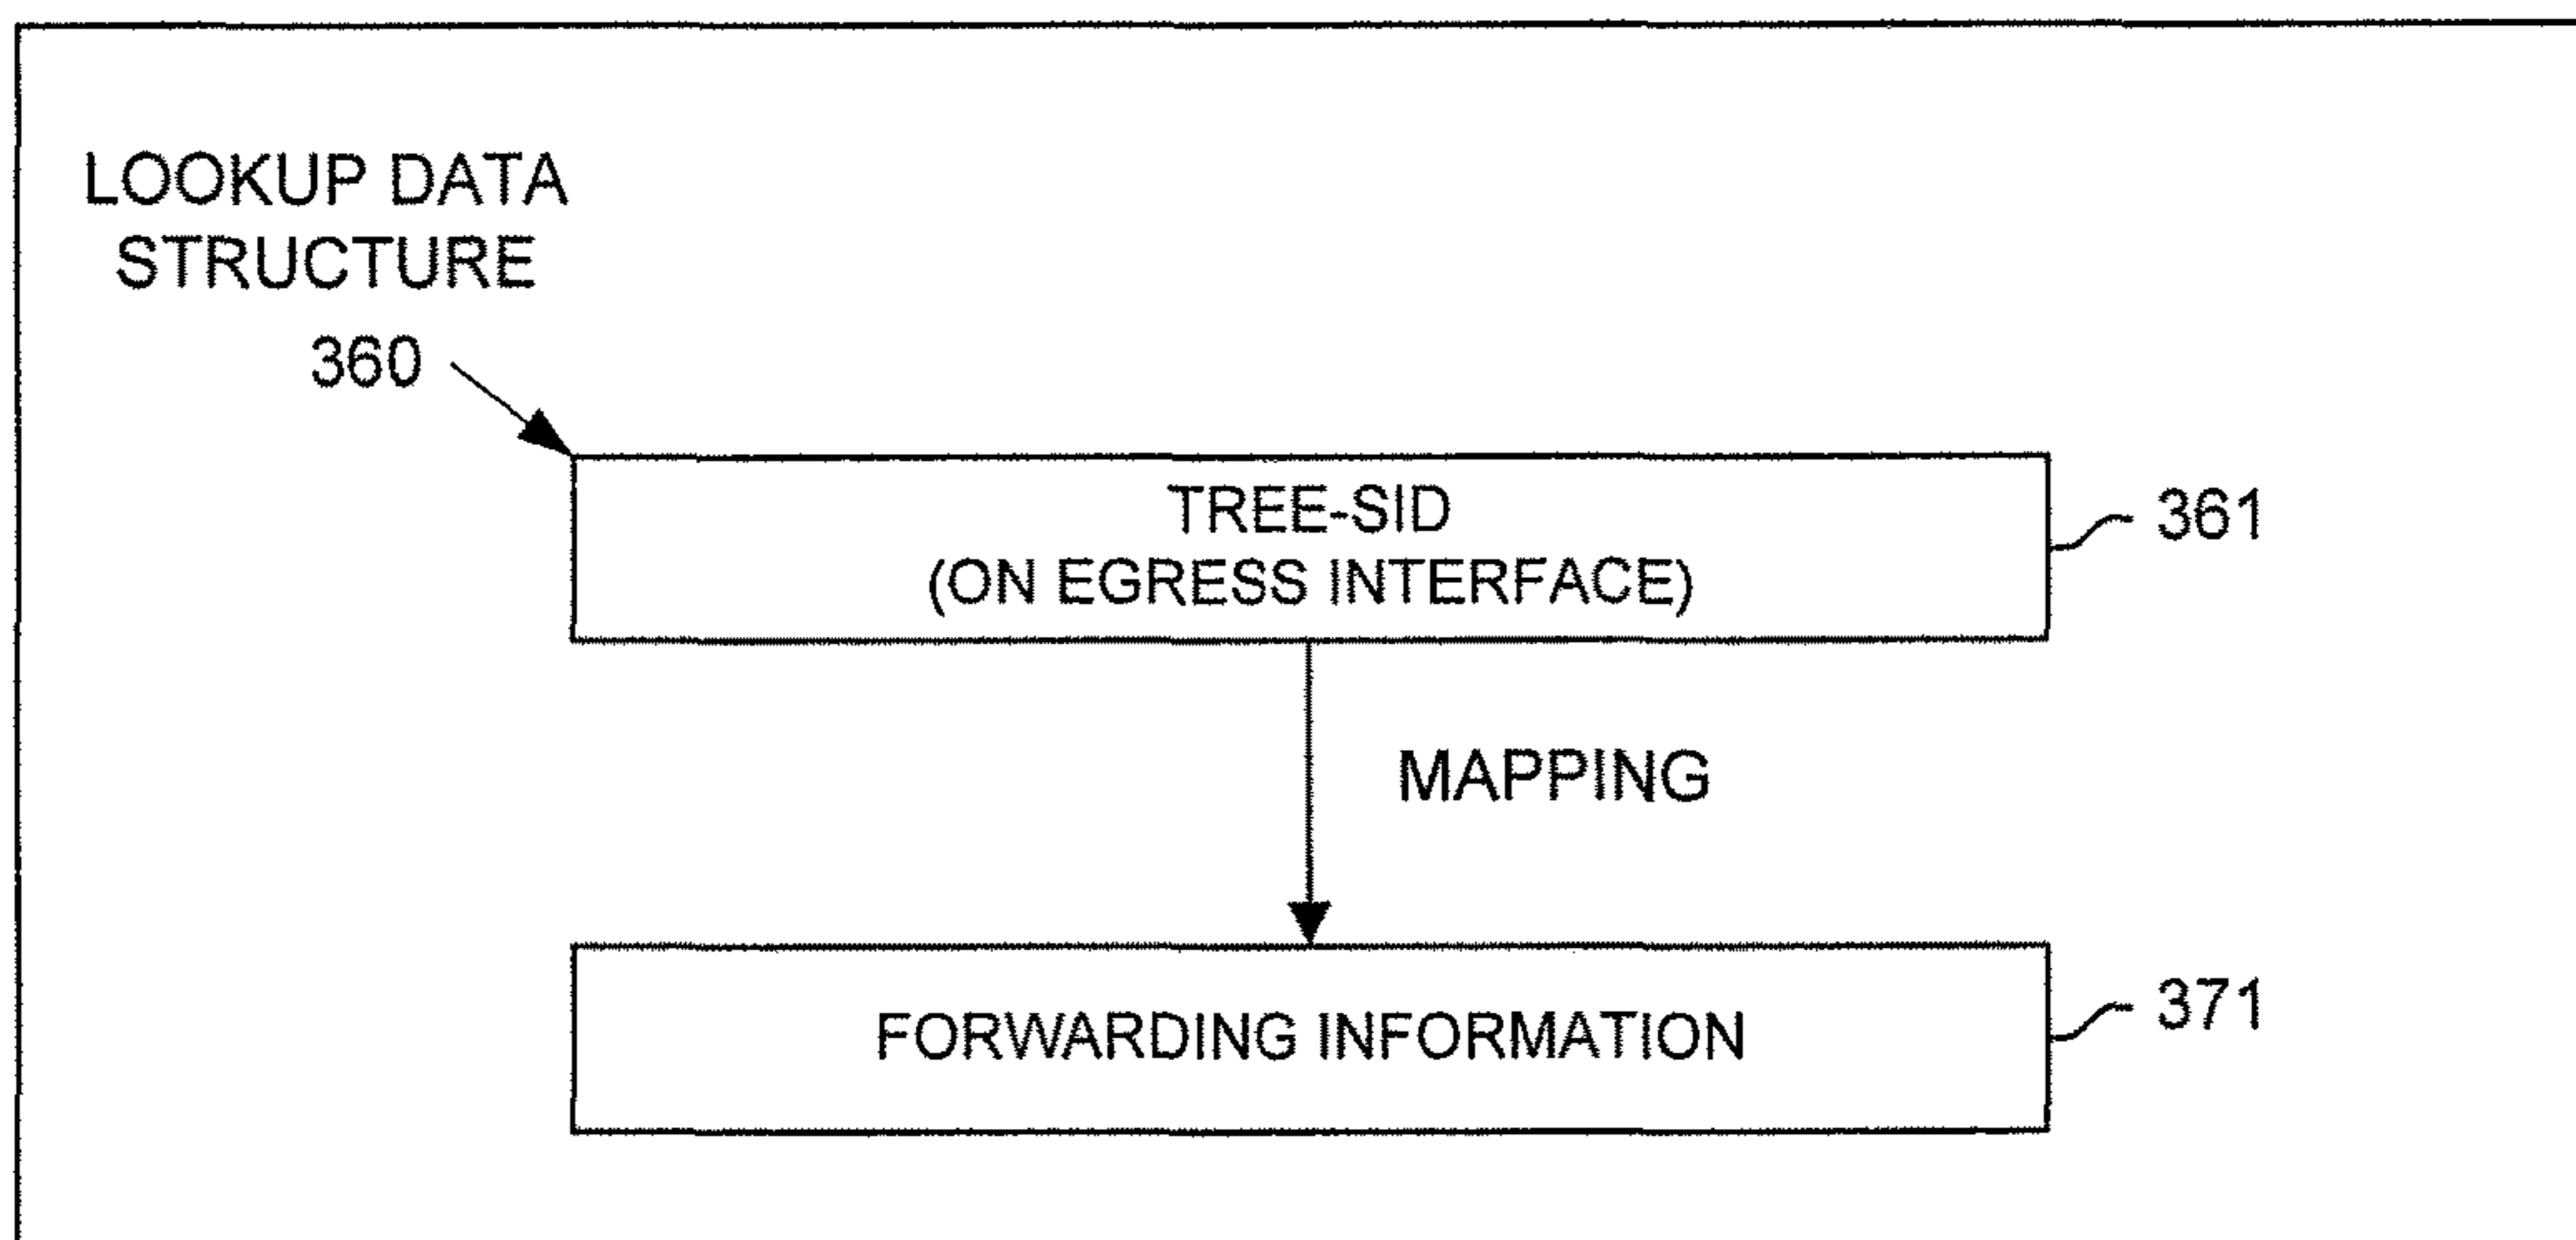 LOOKUP DATA
STRUCTURE
360
TREE-SID
(ON EGRESS INTERFACE)
361
MAPPING
FORWARDING INFORMATION
371